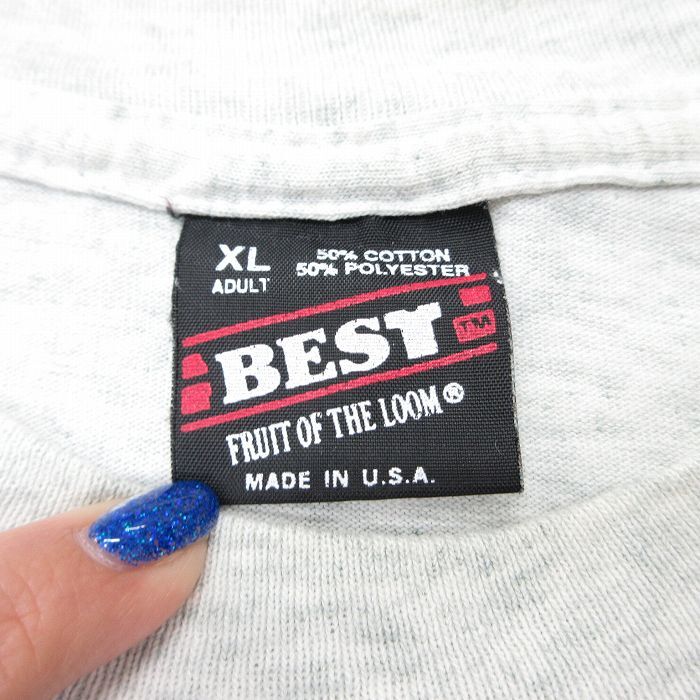 XL
ADULT
50% COTTON
50% POLYESTER
BEST
TM
FRUIT OF THE LOOM®
MADE IN U.S.A.